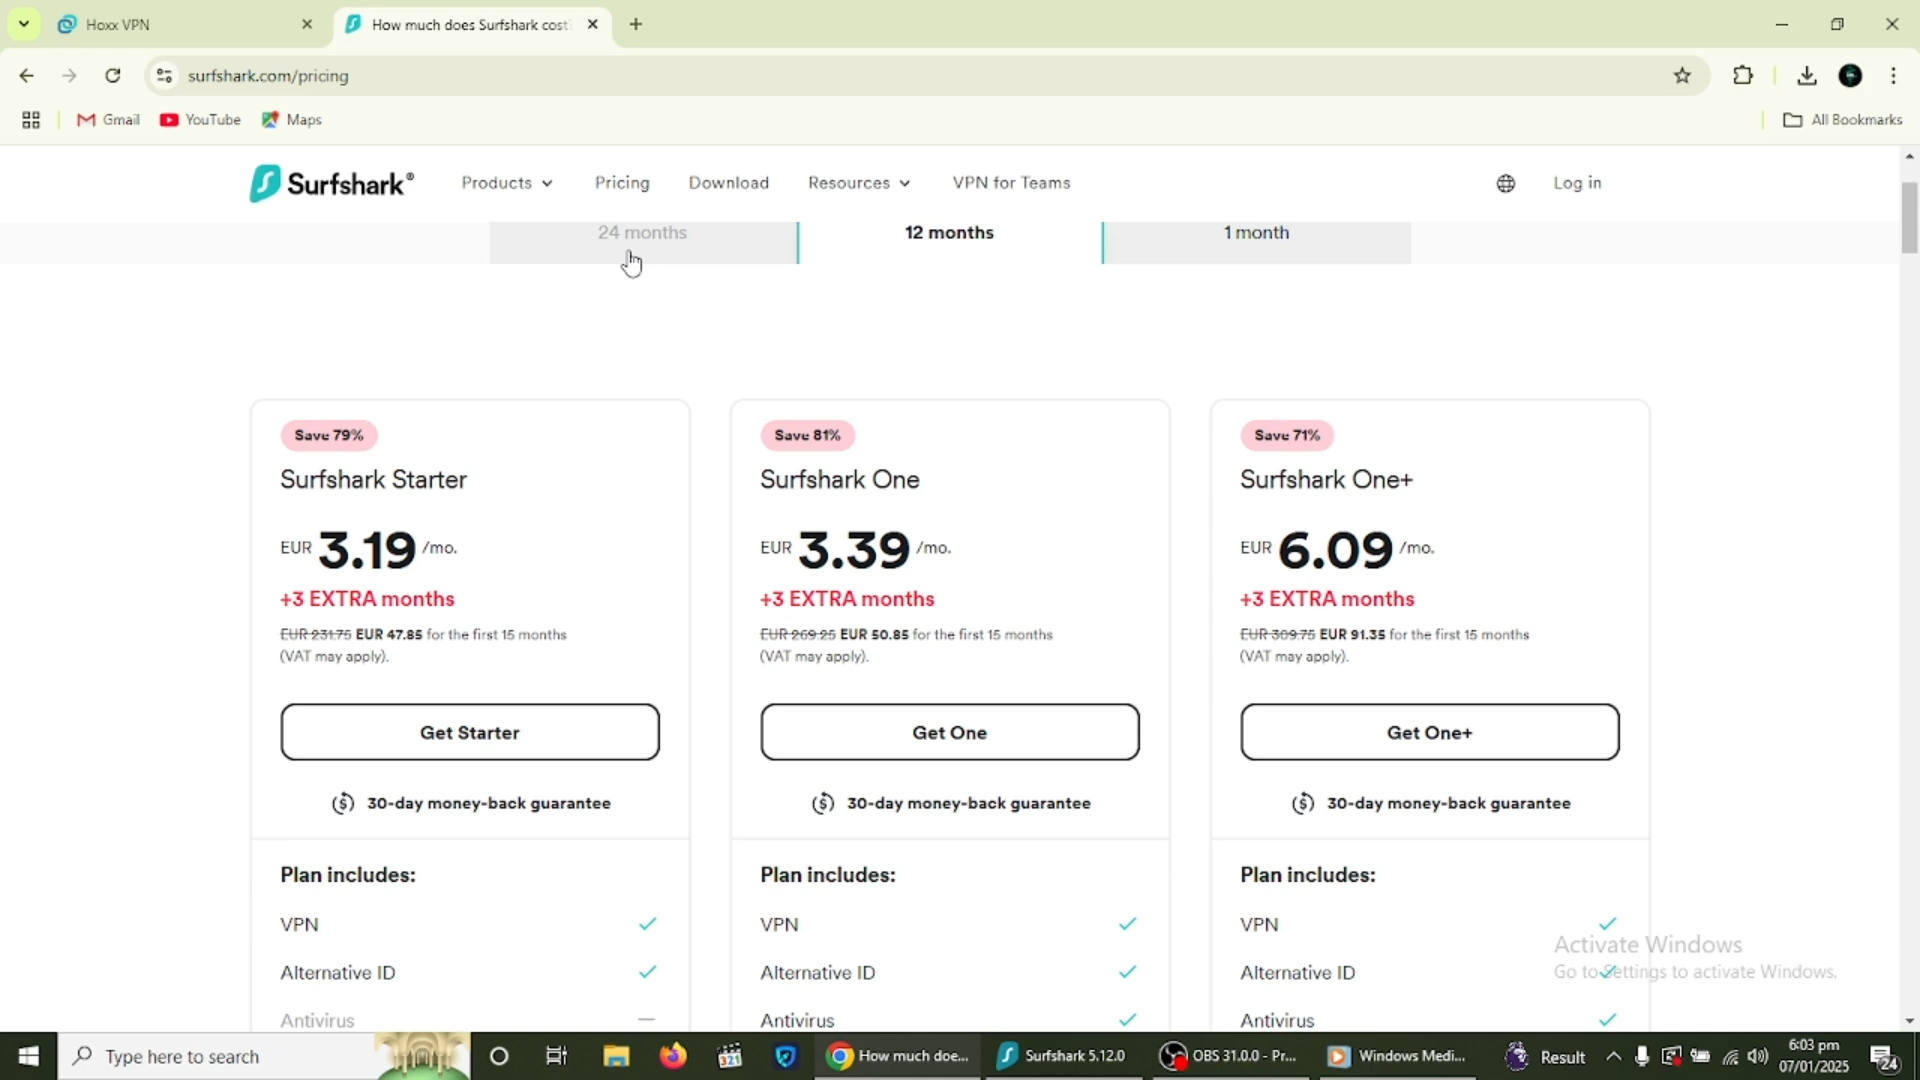 Hoxx VPN
How much does Surfshark cost
surfshark.com/pricing
Gmail YouTube Maps All Bookmarks
Surfshark® Products Pricing Download Resources VPN for Teams Log in
24 months 12 months 1 month
Save 79%
Surfshark Starter
EUR 3.19 /mo.
+3 EXTRA months
EUR 231.75 EUR 47.85 for the first 15 months
(VAT may apply).
Get Starter
30-day money-back guarantee
Plan includes:
VPN
Alternative ID
Antivirus
Save 81%
Surfshark One
EUR 3.39 /mo.
+3 EXTRA months
EUR 269.25 EUR 50.85 for the first 15 months
(VAT may apply).
Get One
30-day money-back guarantee
Plan includes:
VPN
Alternative ID
Antivirus
Save 71%
Surfshark One+
EUR 6.09 /mo.
+3 EXTRA months
EUR 309.75 EUR 91.35 for the first 15 months
(VAT may apply).
Get One+
30-day money-back guarantee
Plan includes:
VPN
Alternative ID
Antivirus
Activate Windows
Go to Settings to activate Windows.
Type here to search
321
How much doe...
Surfshark 5.12.0
OBS 31.0.0 - Pr...
Windows Medi...
Result
6:03 pm
07/01/2025
24